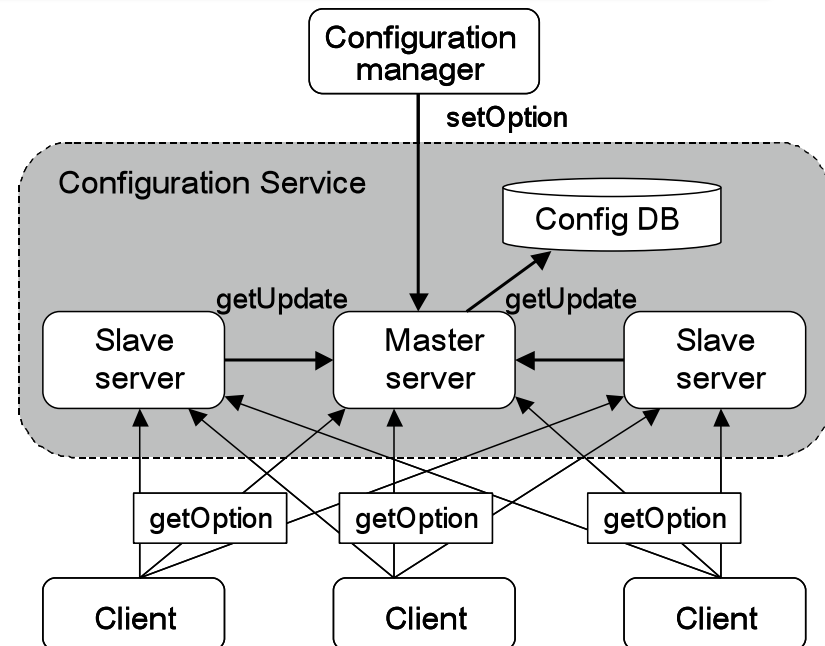 Configuration
manager
setOption
Configuration Service
Config DB
getUpdate
getUpdate
Slave
server
Master
server
Slave
server
getOption
getOption
getOption
Client
Client
Client